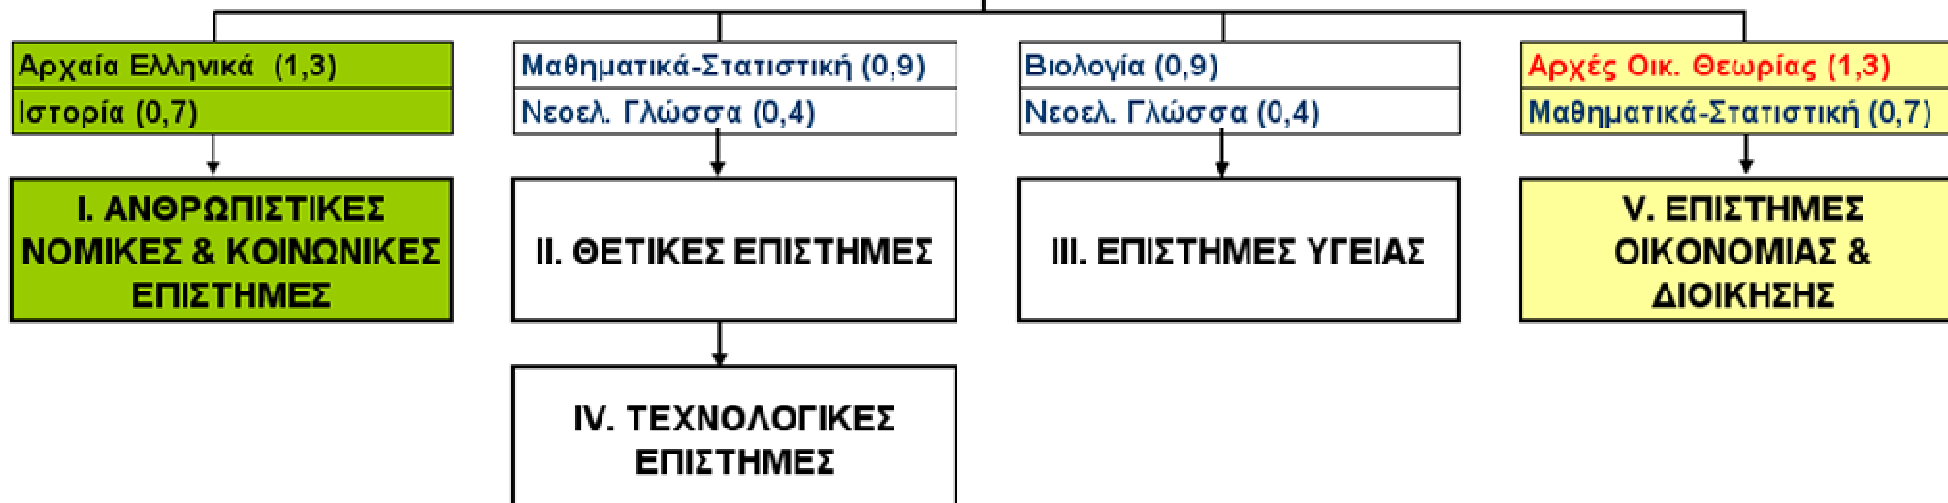 Αρχαία Ελληνικά (1,3)
Ιστορία (0,7)
Ι. ΑΝΘΡΩΠΙΣΤΙΚΕΣ
ΝΟΜΙΚΕΣ & ΚΟΙΝΩΝΙΚΕΣ
ΕΠΙΣΤΗΜΕΣ
Μαθηματικά-Στατιστική (0,9)
Νεοελ. Γλώσσα (0,4)
ΙΙ. ΘΕΤΙΚΕΣ ΕΠΙΣΤΗΜΕΣ
IV. ΤΕΧΝΟΛΟΓΙΚΕΣ
ΕΠΙΣΤΗΜΕΣ
Βιολογία (0,9)
Νεοελ. Γλώσσα (0,4)
ΙΙΙ. ΕΠΙΣΤΗΜΕΣ ΥΓΕΙΑΣ
Αρχές Οικ. Θεωρίας (1,3)
Μαθηματικά-Στατιστική (0,7)
V. ΕΠΙΣΤΗΜΕΣ
ΟΙΚΟΝΟΜΙΑΣ &
ΔΙΟΙΚΗΣΗΣ